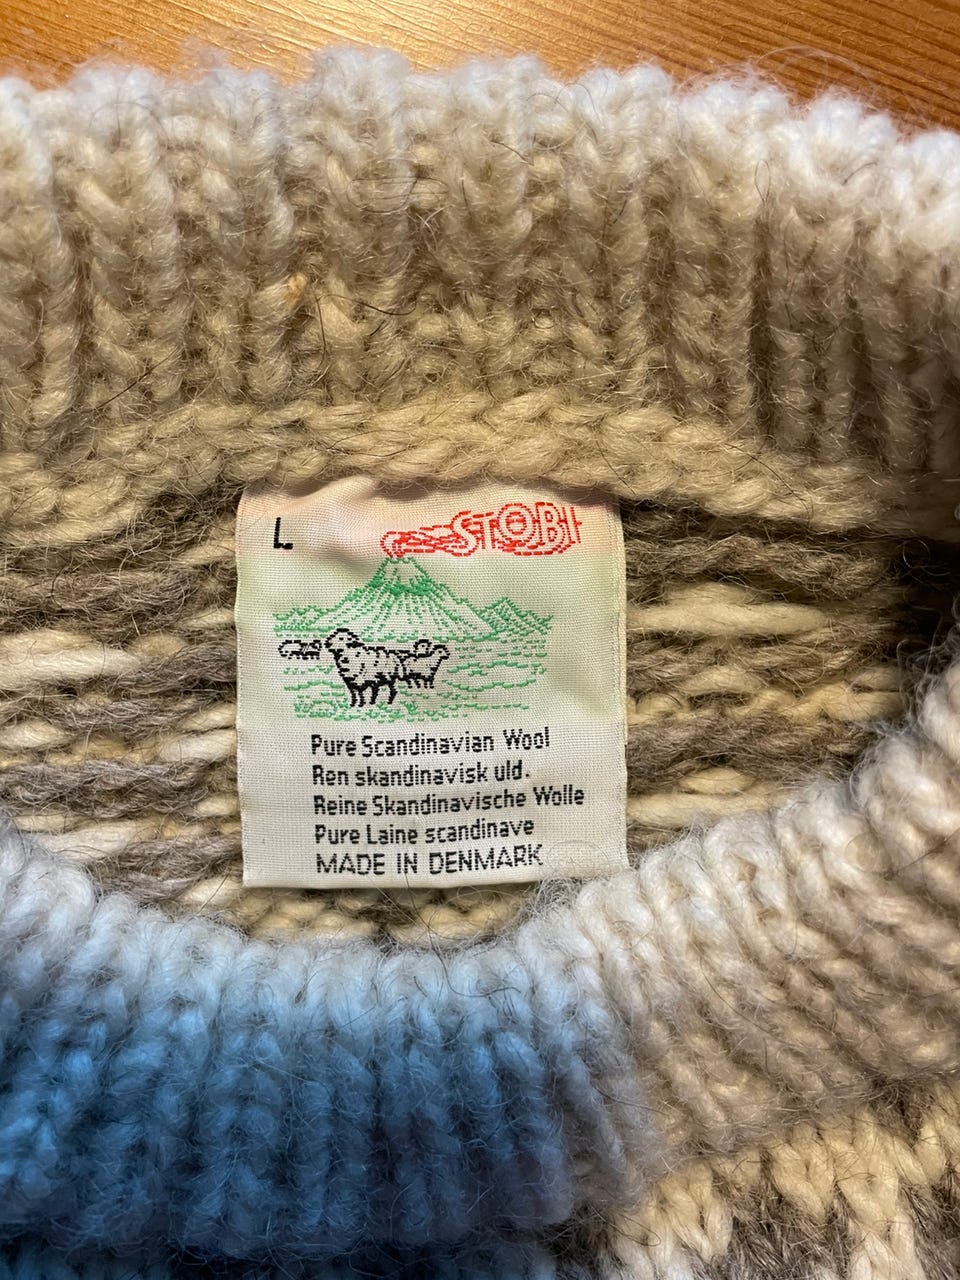 L STOBI
Pure Scandinavian Wool
Ren skandinavisk uld.
Reine Skandinavische Wolle
Pure Laine scandinave
MADE IN DENMARK